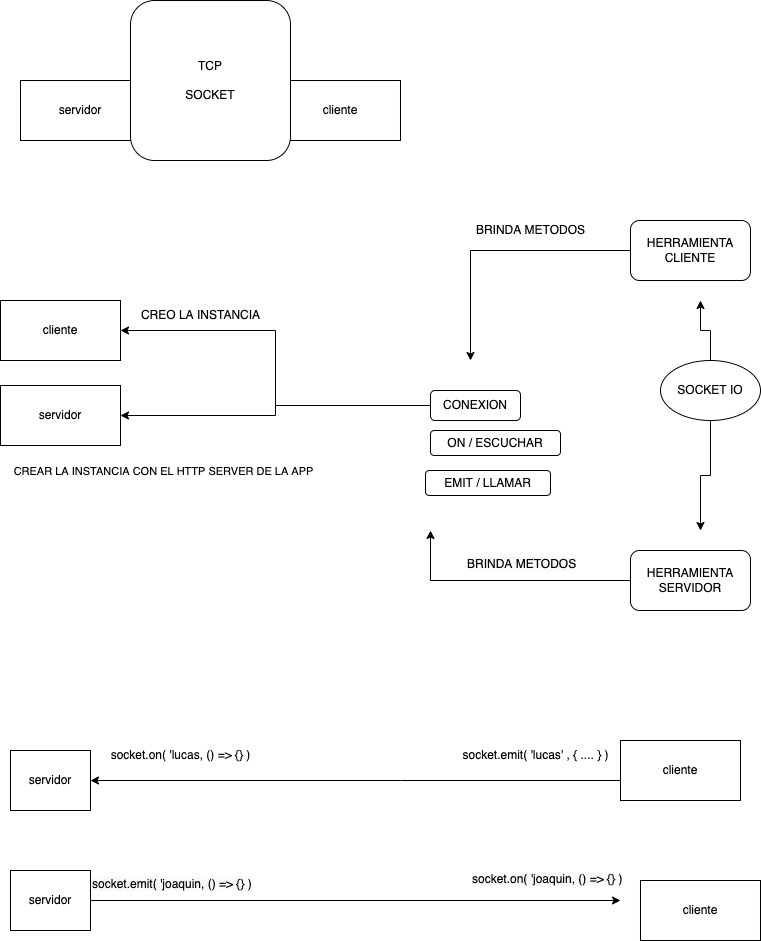 TCP
SOCKET
servidor
cliente
BRINDA METODOS
HERRAMIENTA
CLIENTE
CREO LA INSTANCIA
cliente
SOCKET IO
CONEXION
servidor
ON / ESCUCHAR
CREAR LA INSTANCIA CON EL HTTP SERVER DE LA APP
EMIT / LLAMAR
BRINDA METODOS
HERRAMIENTA
SERVIDOR
socket.on( 'lucas, () => {} )
socket.emit( 'lucas' , { .... } )
servidor
cliente
socket.emit( 'joaquin, () => {} )
socket.on( 'joaquin, () => {} )
servidor
cliente